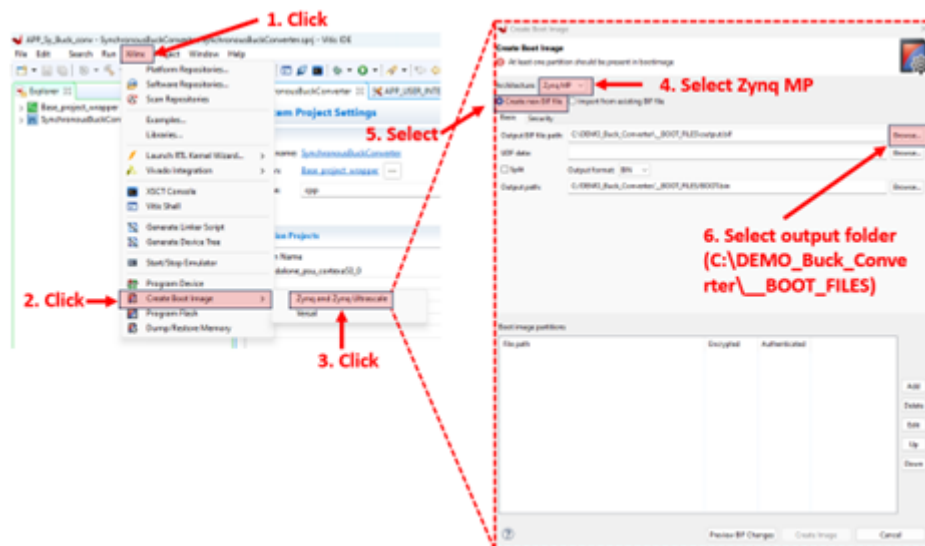 1. Click
APP_Sy_Buck_conv - SynchronousBuckConverter/SynchronousBuckConverter.sprj - Vitis IDE
File Edit Search Run Xilinx Project Window Help
Explorer
Base_project_wrapper
Platform Repositories...
Software Repositories...
Scan Repositories
Examples...
Libraries...
Launch RTL Kernel Wizard...
Vivado Integration
XSCT Console
Vitis Shell
Generate Linker Script
Generate Device Tree
Start/Stop Emulator
Program Device
Create Boot Image
Program Flash
Dump/Restore Memory
Project Settings
SynchronousBuckConverter
Base_project_wrapper
cpp
Projects
Name
Zynq and Zynq Ultrascale
Versal
2. Click
3. Click
Create Boot Image
Create Boot Image
At least one partition should be present in bootimage
Architecture: Zynq MP
4. Select Zynq MP
5. Select
Create new BIF file
Import from existing BIF file
Basic Security
Output BIF file path: C:\DEMO_Buck_Converter\__BOOT_FILES\output.bif
Browse...
UDF data:
Browse...
Split
Output format: BIN
Output path: C:\DEMO_Buck_Converter\__BOOT_FILES\BOOT.bin
Browse...
6. Select output folder
(C:\DEMO_Buck_Conve
rter\__BOOT_FILES)
Boot image partitions
File path Encrypted Authenticated
Add
Delete
Edit
Up
Down
Preview BIF Changes Create Image Cancel